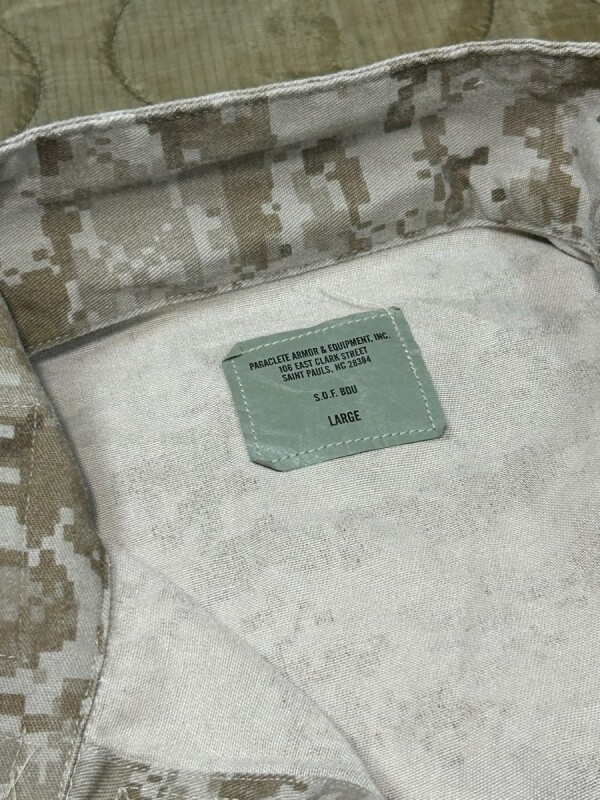 PARACLETE ARMOR & EQUIPMENT, INC.
106 EAST CLARK STREET
SAINT PAULS, NC 28384
S.O.F. BDU
LARGE